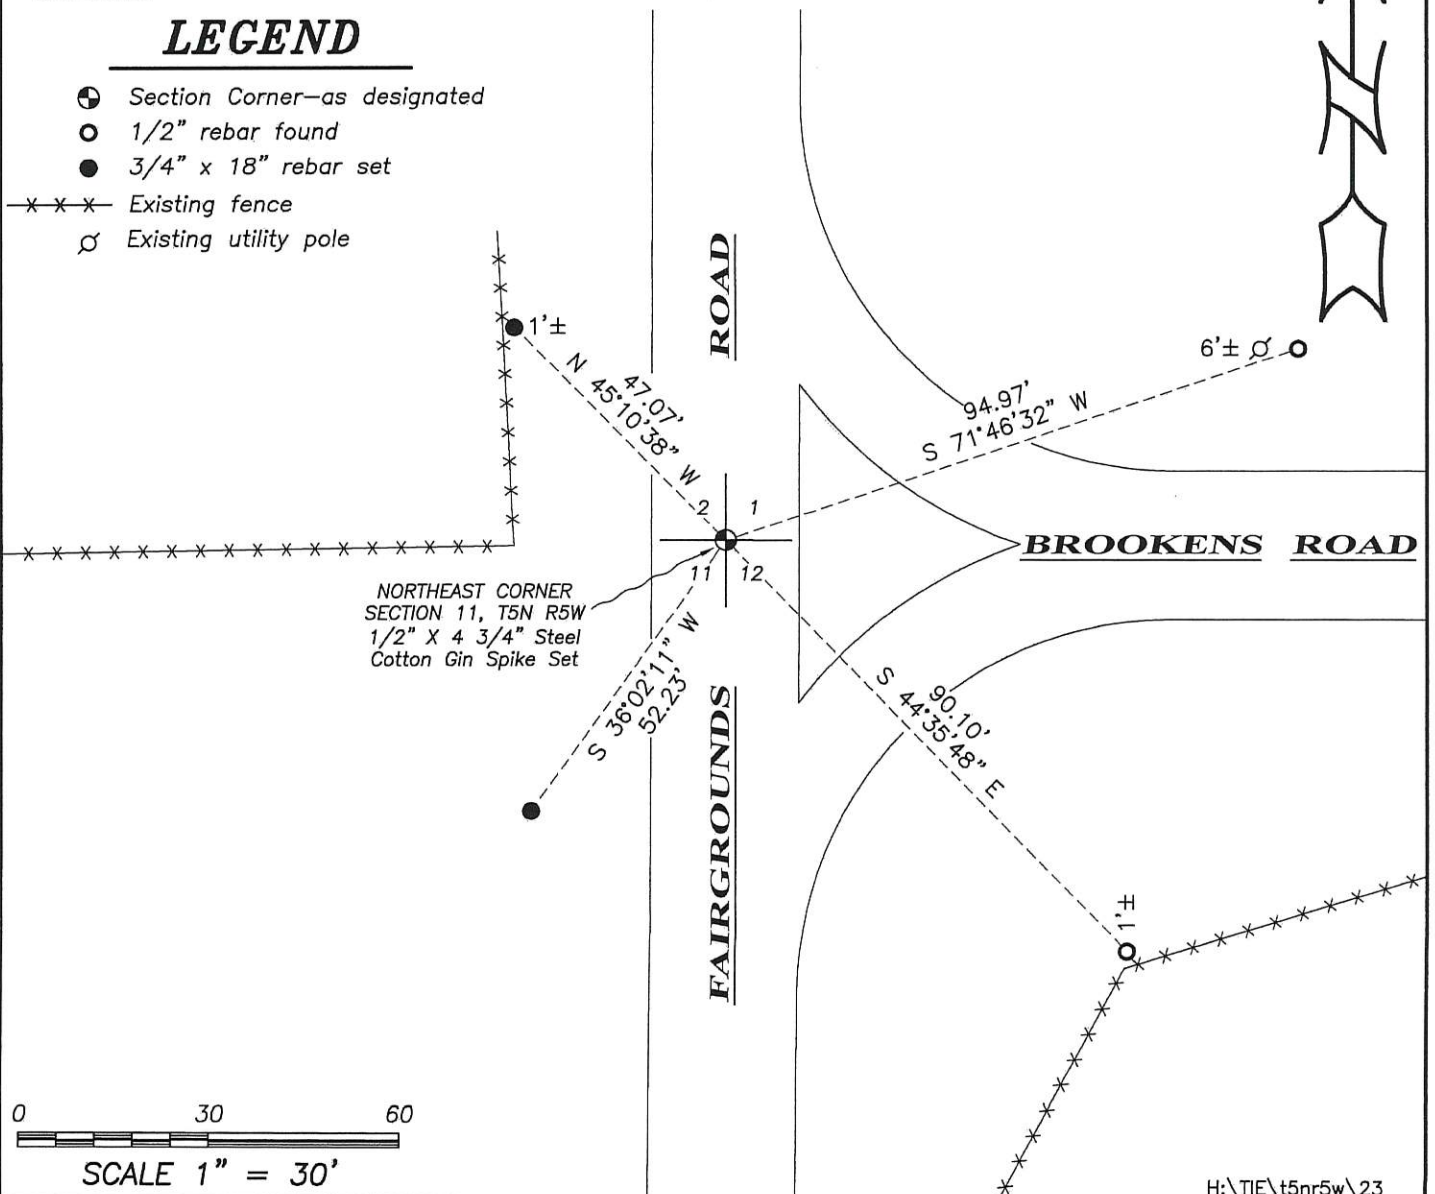 LEGEND
Section Corner—as designated
1/2" rebar found
3/4" x 18" rebar set
Existing fence
Existing utility pole
N
1'±
47.07'
N 45°10'38" W
ROAD
6'±
94.97'
S 71°46'32" W
2 1
11 12
BROOKENS ROAD
NORTHEAST CORNER
SECTION 11, T5N R5W
1/2" X 4 3/4" Steel
Cotton Gin Spike Set
S 36°02'11" W
52.23'
90.10'
S 44°35'48" E
FAIRGROUNDS
1'±
0 30 60
SCALE 1" = 30'
H:\TIE\t5nr5w\23